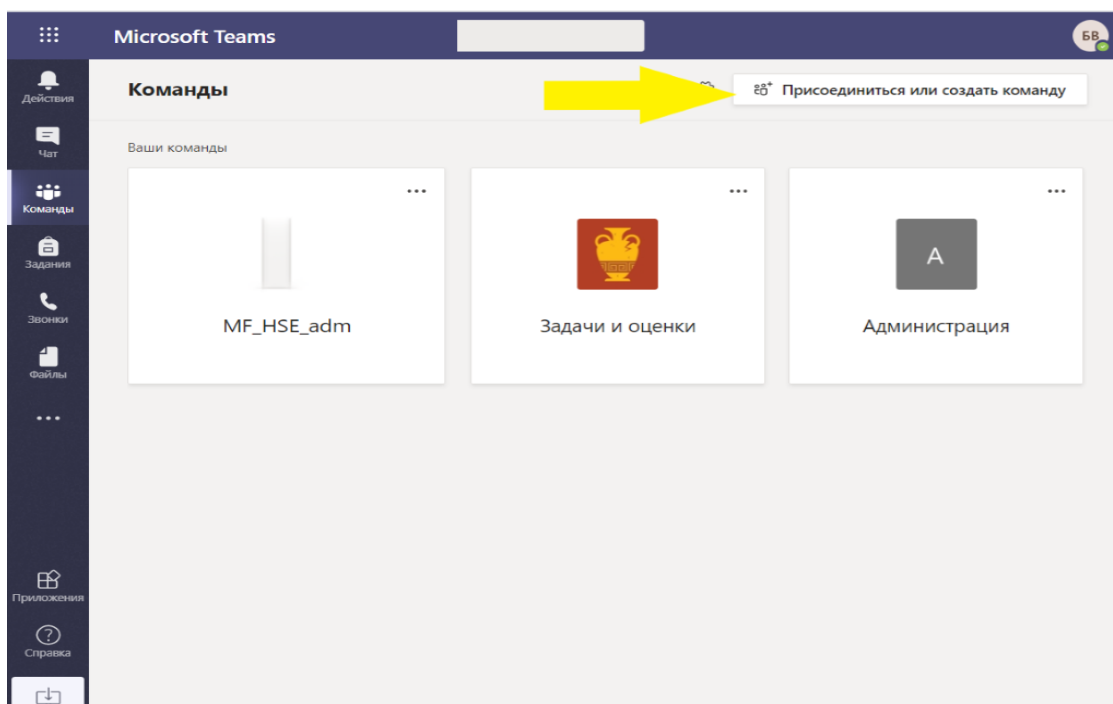 Microsoft Teams
БВ
Действия
Чат
Команды
Задания
Звонки
Файлы
Приложения
Справка
Команды
Присоединиться или создать команду
Ваши команды
MF_HSE_adm
Задачи и оценки
А
Администрация